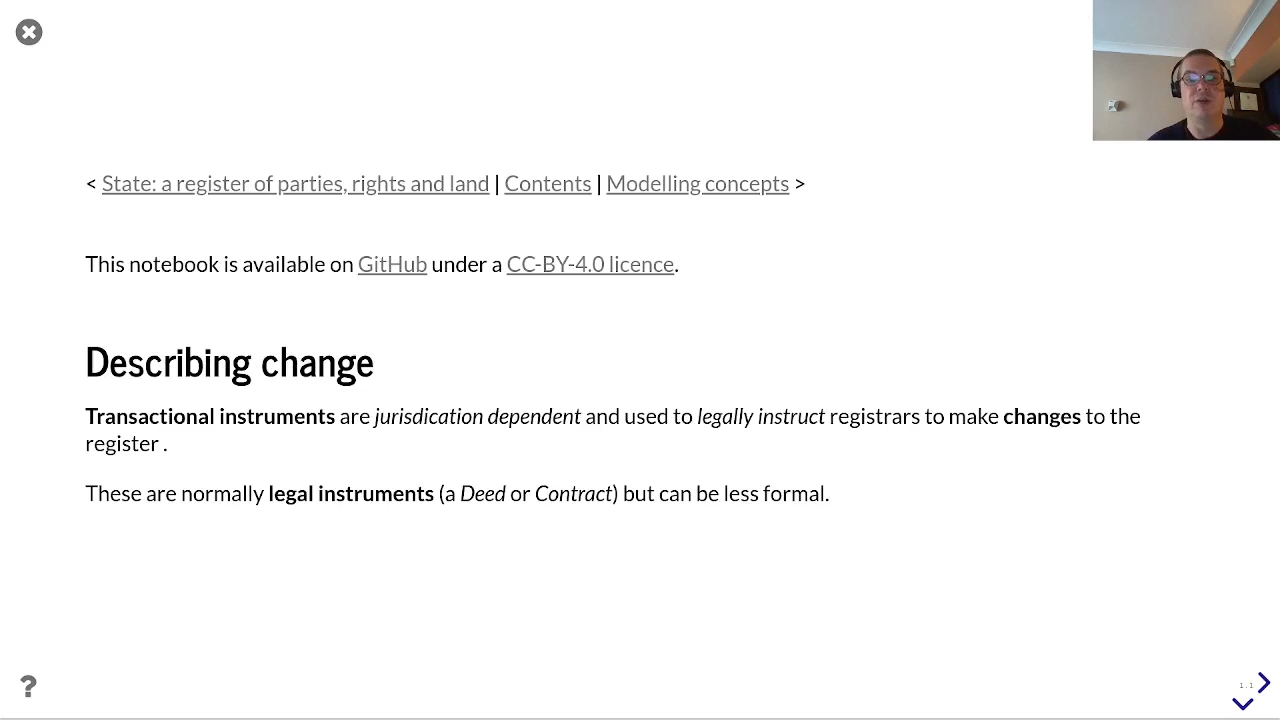 < State: a register of parties, rights and land | Contents | Modelling concepts >
This notebook is available on GitHub under a CC-BY-4.0 licence.
Describing change
Transactional instruments are jurisdication dependent and used to legally instruct registrars to make changes to the
register .
These are normally legal instruments (a Deed or Contract) but can be less formal.
?
1.1